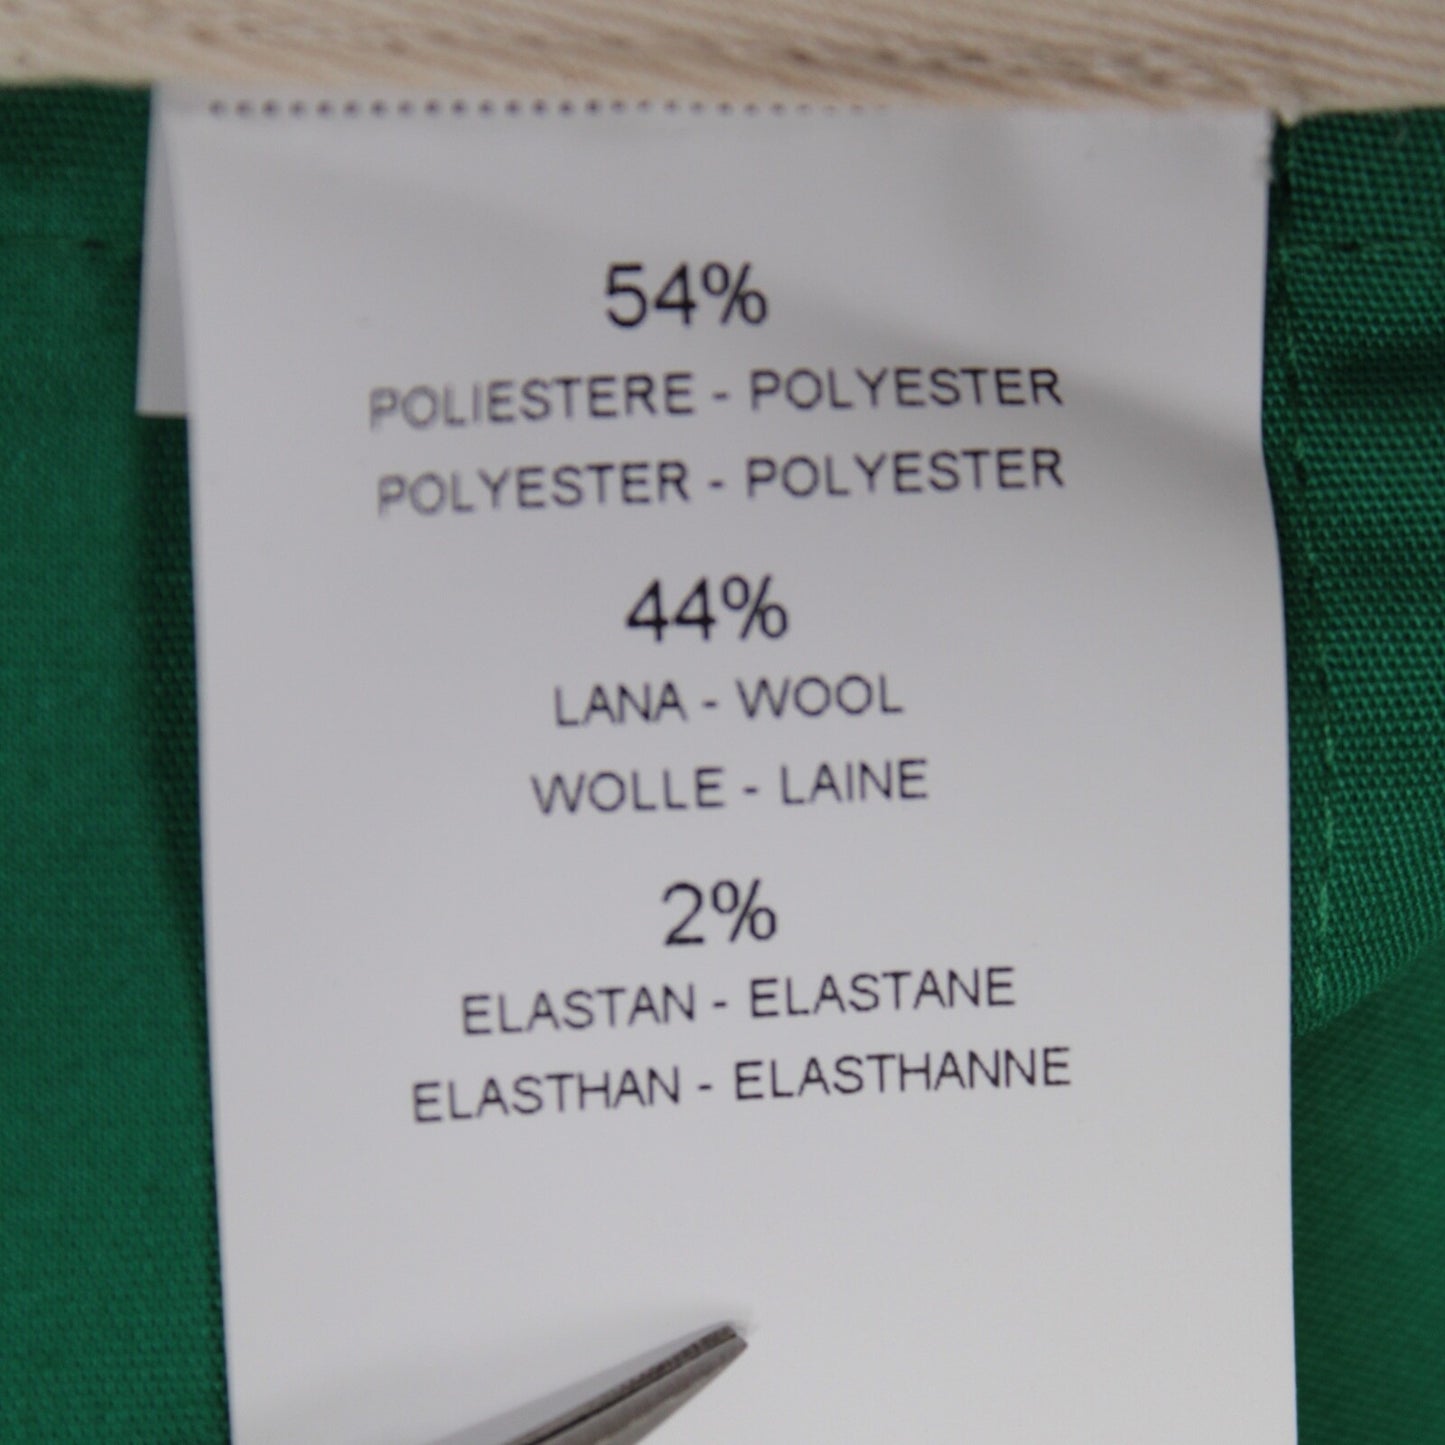 54%
POLIESTERE - POLYESTER
POLYESTER - POLYESTER
44%
LANA - WOOL
WOLLE - LAINE
2%
ELASTAN - ELASTANE
ELASTHAN - ELASTHANNE